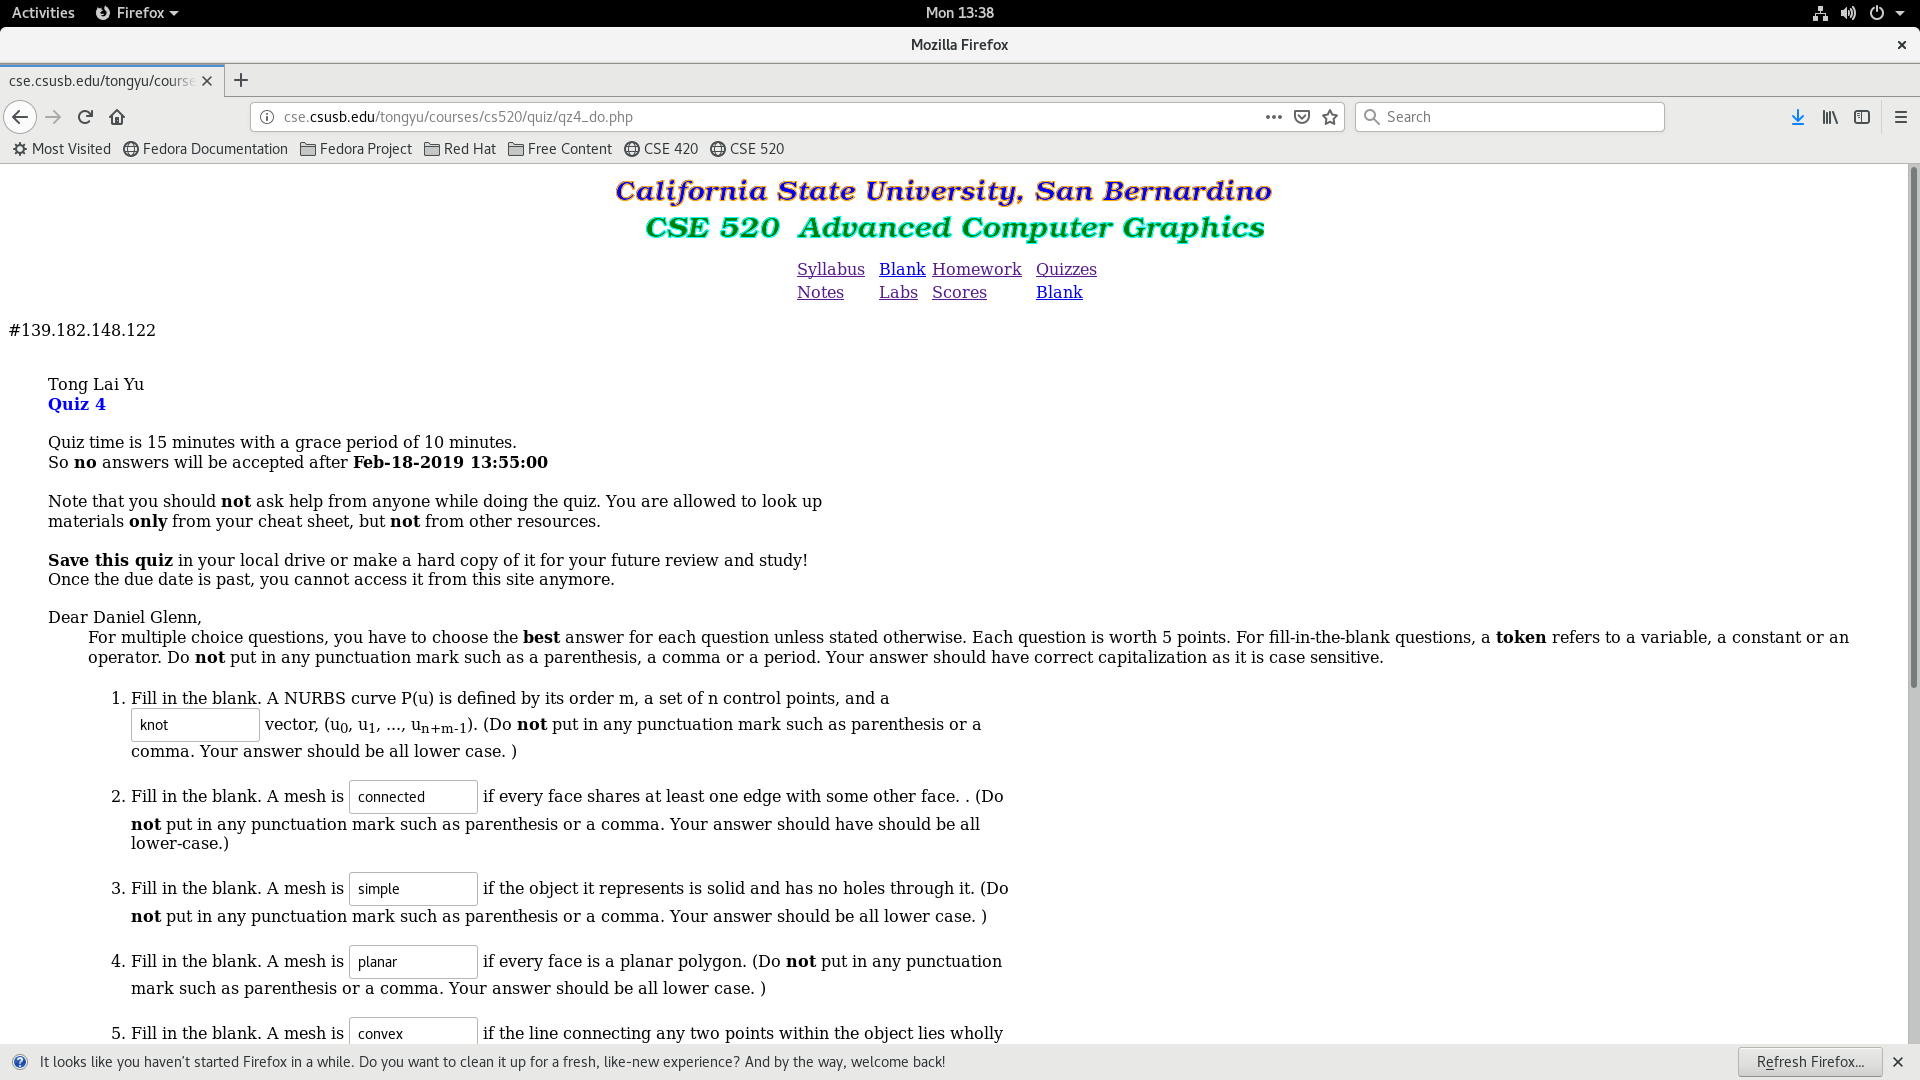 Activities Firefox Mon 13:38
Mozilla Firefox
cse.csusb.edu/tongyu/course
cse.csusb.edu/tongyu/courses/cs520/quiz/qz4_do.php Search
Most Visited Fedora Documentation Fedora Project Red Hat Free Content CSE 420 CSE 520
California State University, San Bernardino
CSE 520 Advanced Computer Graphics
Syllabus Blank Homework Quizzes
Notes Labs Scores Blank
#139.182.148.122
Tong Lai Yu
Quiz 4
Quiz time is 15 minutes with a grace period of 10 minutes.
So no answers will be accepted after Feb-18-2019 13:55:00
Note that you should not ask help from anyone while doing the quiz. You are allowed to look up
materials only from your cheat sheet, but not from other resources.
Save this quiz in your local drive or make a hard copy of it for your future review and study!
Once the due date is past, you cannot access it from this site anymore.
Dear Daniel Glenn,
For multiple choice questions, you have to choose the best answer for each question unless stated otherwise. Each question is worth 5 points. For fill-in-the-blank questions, a token refers to a variable, a constant or an
operator. Do not put in any punctuation mark such as a parenthesis, a comma or a period. Your answer should have correct capitalization as it is case sensitive.
1. Fill in the blank. A NURBS curve P(u) is defined by its order m, a set of n control points, and a
knot vector, (u0, u1, ..., un+m-1). (Do not put in any punctuation mark such as parenthesis or a
comma. Your answer should be all lower case. )
2. Fill in the blank. A mesh is connected if every face shares at least one edge with some other face. . (Do
not put in any punctuation mark such as parenthesis or a comma. Your answer should have should be all
lower-case.)
3. Fill in the blank. A mesh is simple if the object it represents is solid and has no holes through it. (Do
not put in any punctuation mark such as parenthesis or a comma. Your answer should be all lower case. )
4. Fill in the blank. A mesh is planar if every face is a planar polygon. (Do not put in any punctuation
mark such as parenthesis or a comma. Your answer should be all lower case. )
5. Fill in the blank. A mesh is convex if the line connecting any two points within the object lies wholly
It looks like you haven't started Firefox in a while. Do you want to clean it up for a fresh, like-new experience? And by the way, welcome back! Refresh Firefox...